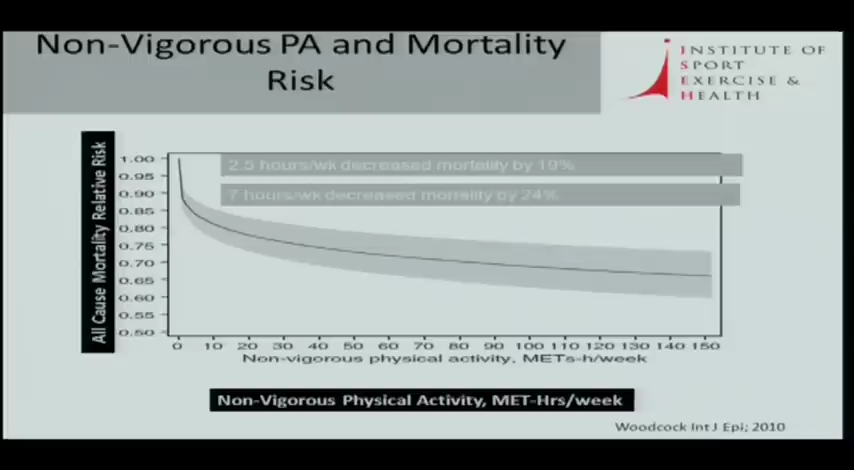 Non-Vigorous PA and Mortality
Risk
INSTITUTE OF
SPORT
EXERCISE &
HEALTH
All Cause Mortality Relative Risk
1.00
0.95
0.90
0.85
0.80
0.75
0.70
0.65
0.60
0.55
0.50
2.5 hours/wk decreased mortality by 19%
7 hours/wk decreased mortality by 24%
0 10 20 30 40 50 60 70 80 90 100 110 120 130 140 150
Non-vigorous physical activity, METs-h/week
Non-Vigorous Physical Activity, MET-Hrs/week
Woodcock Int J Epi; 2010